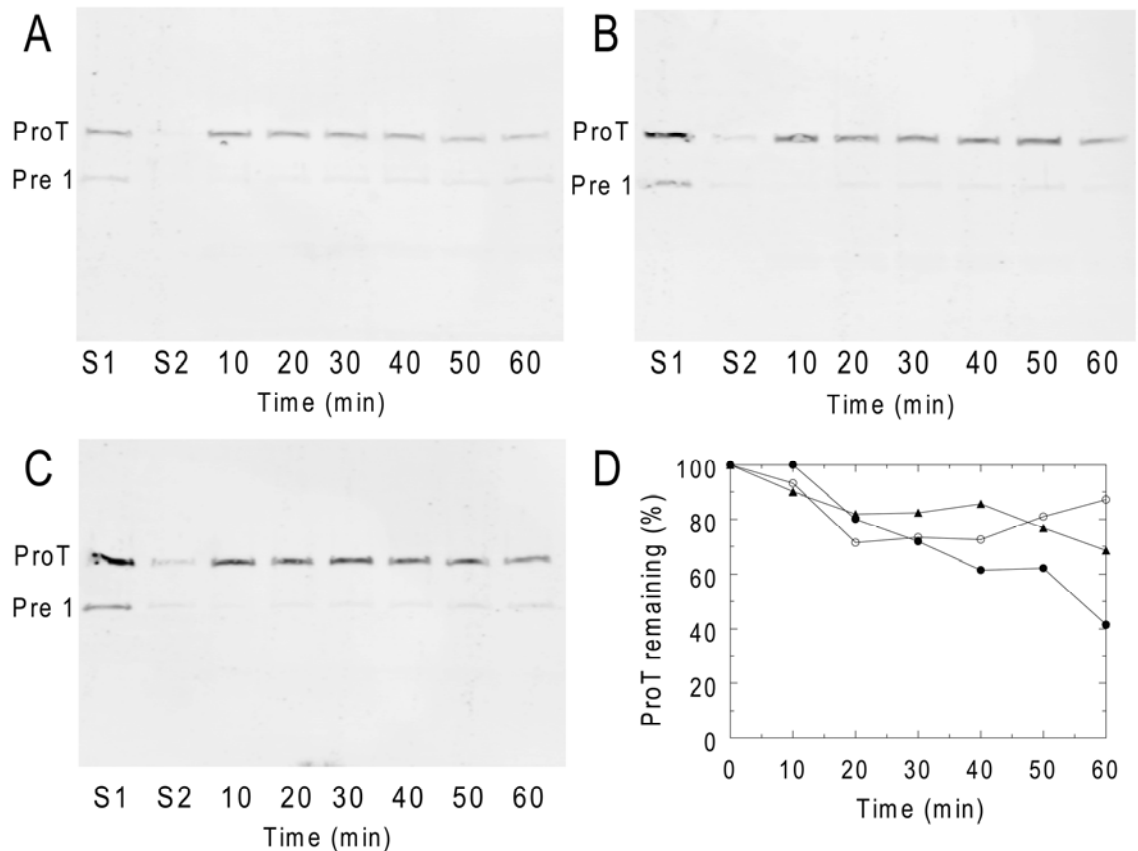 A
ProT
Pre 1
S1 S2 10 20 30 40 50 60
Time (min)
B
ProT
Pre 1
S1 S2 10 20 30 40 50 60
Time (min)
C
ProT
Pre 1
S1 S2 10 20 30 40 50 60
Time (min)
D
ProT remaining (%)
100
80
60
40
20
0
0 10 20 30 40 50 60
Time (min)